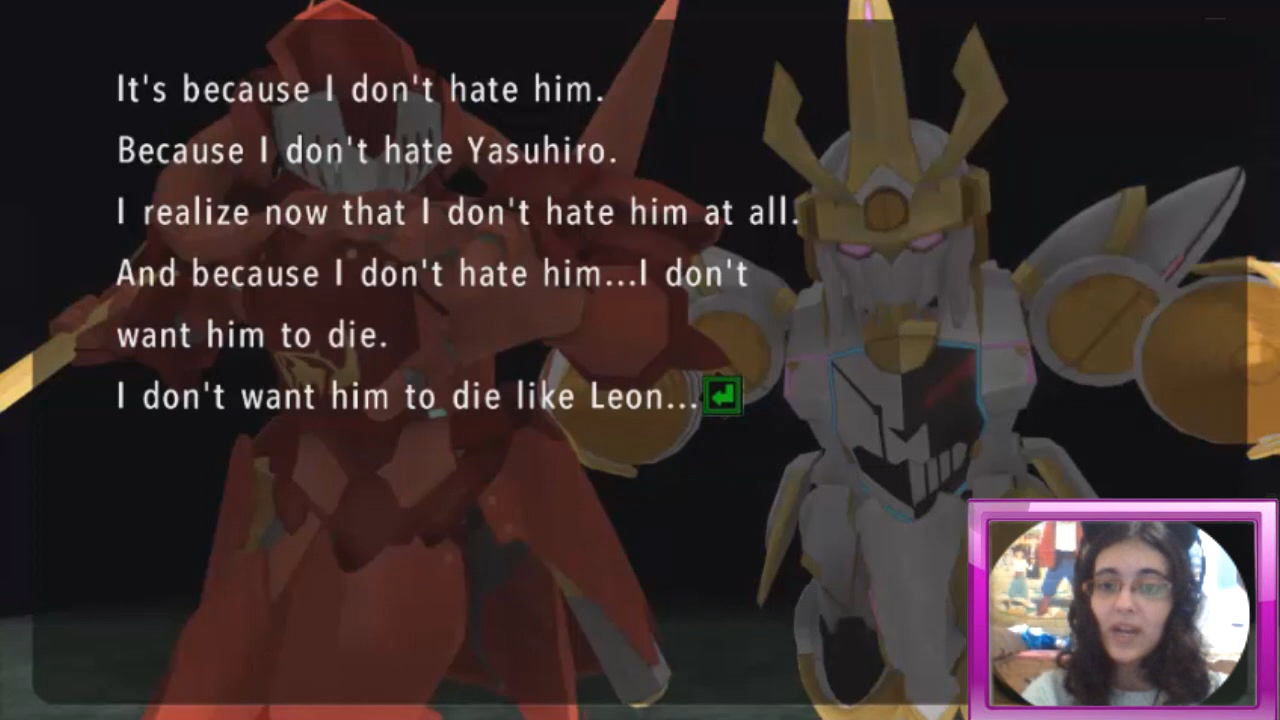 It's because I don't hate him.
Because I don't hate Yasuhiro.
I realize now that I don't hate him at all.
And because I don't hate him...I don't
want him to die.
I don't want him to die like Leon...